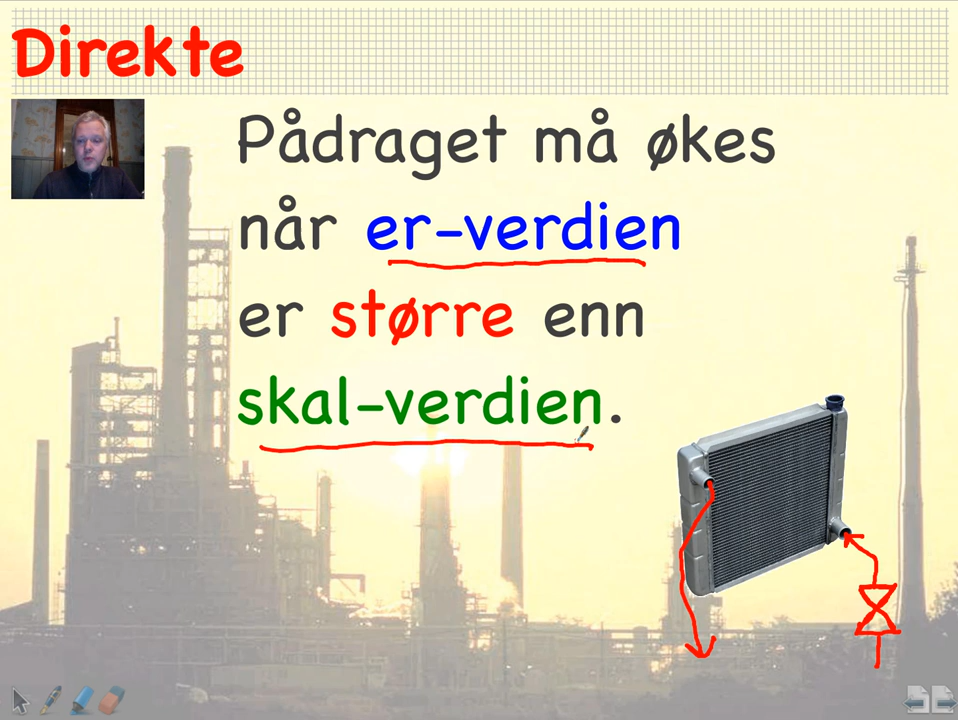 Direkte
Pådraget må økes
når er-verdien
er større enn
skal-verdien.